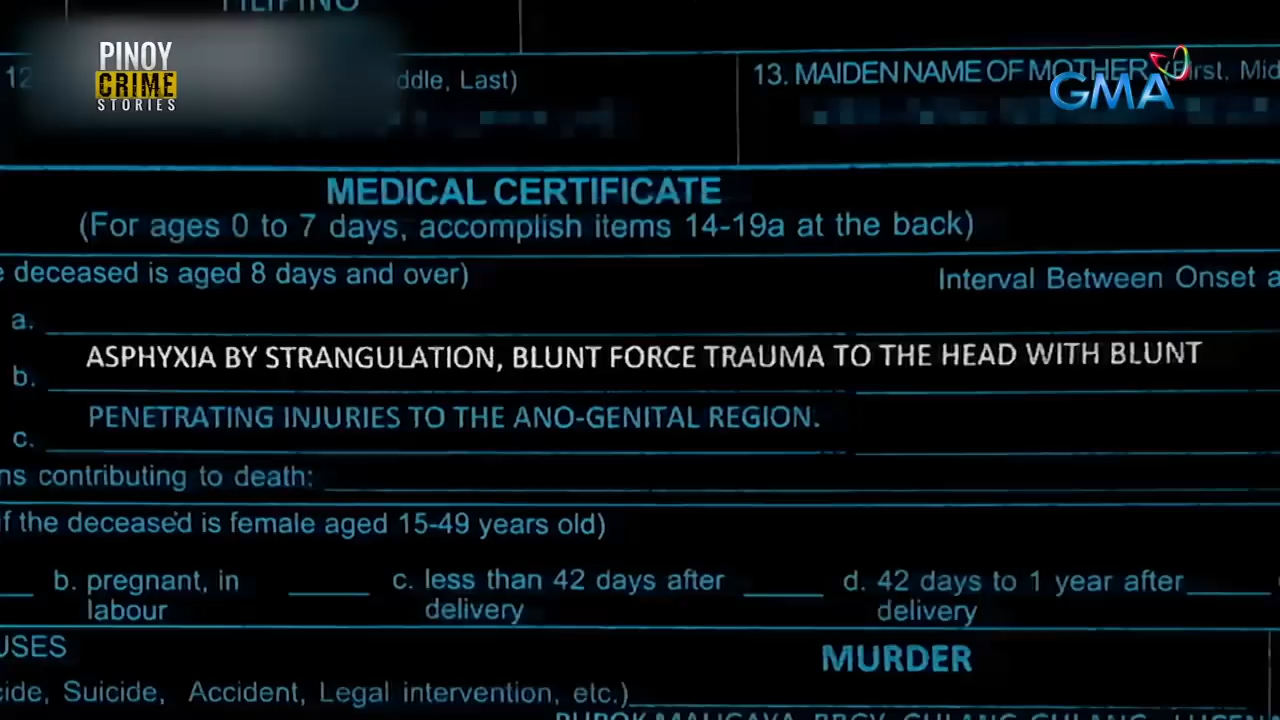 FILIPINO
PINOY
CRIME
STORIES
12
ddle, Last)
13. MAIDEN NAME OF MOTHER (First, Mid
GMA
MEDICAL CERTIFICATE
(For ages 0 to 7 days, accomplish items 14-19a at the back)
e deceased is aged 8 days and over)
Interval Between Onset a
a.
ASPHYXIA BY STRANGULATION, BLUNT FORCE TRAUMA TO THE HEAD WITH BLUNT
b.
PENETRATING INJURIES TO THE ANO-GENITAL REGION.
c.
ns contributing to death:
if the deceased is female aged 15-49 years old)
b. pregnant, in
labour
c. less than 42 days after
delivery
d. 42 days to 1 year after
delivery
USES
MURDER
cide, Suicide, Accident, Legal intervention, etc.)